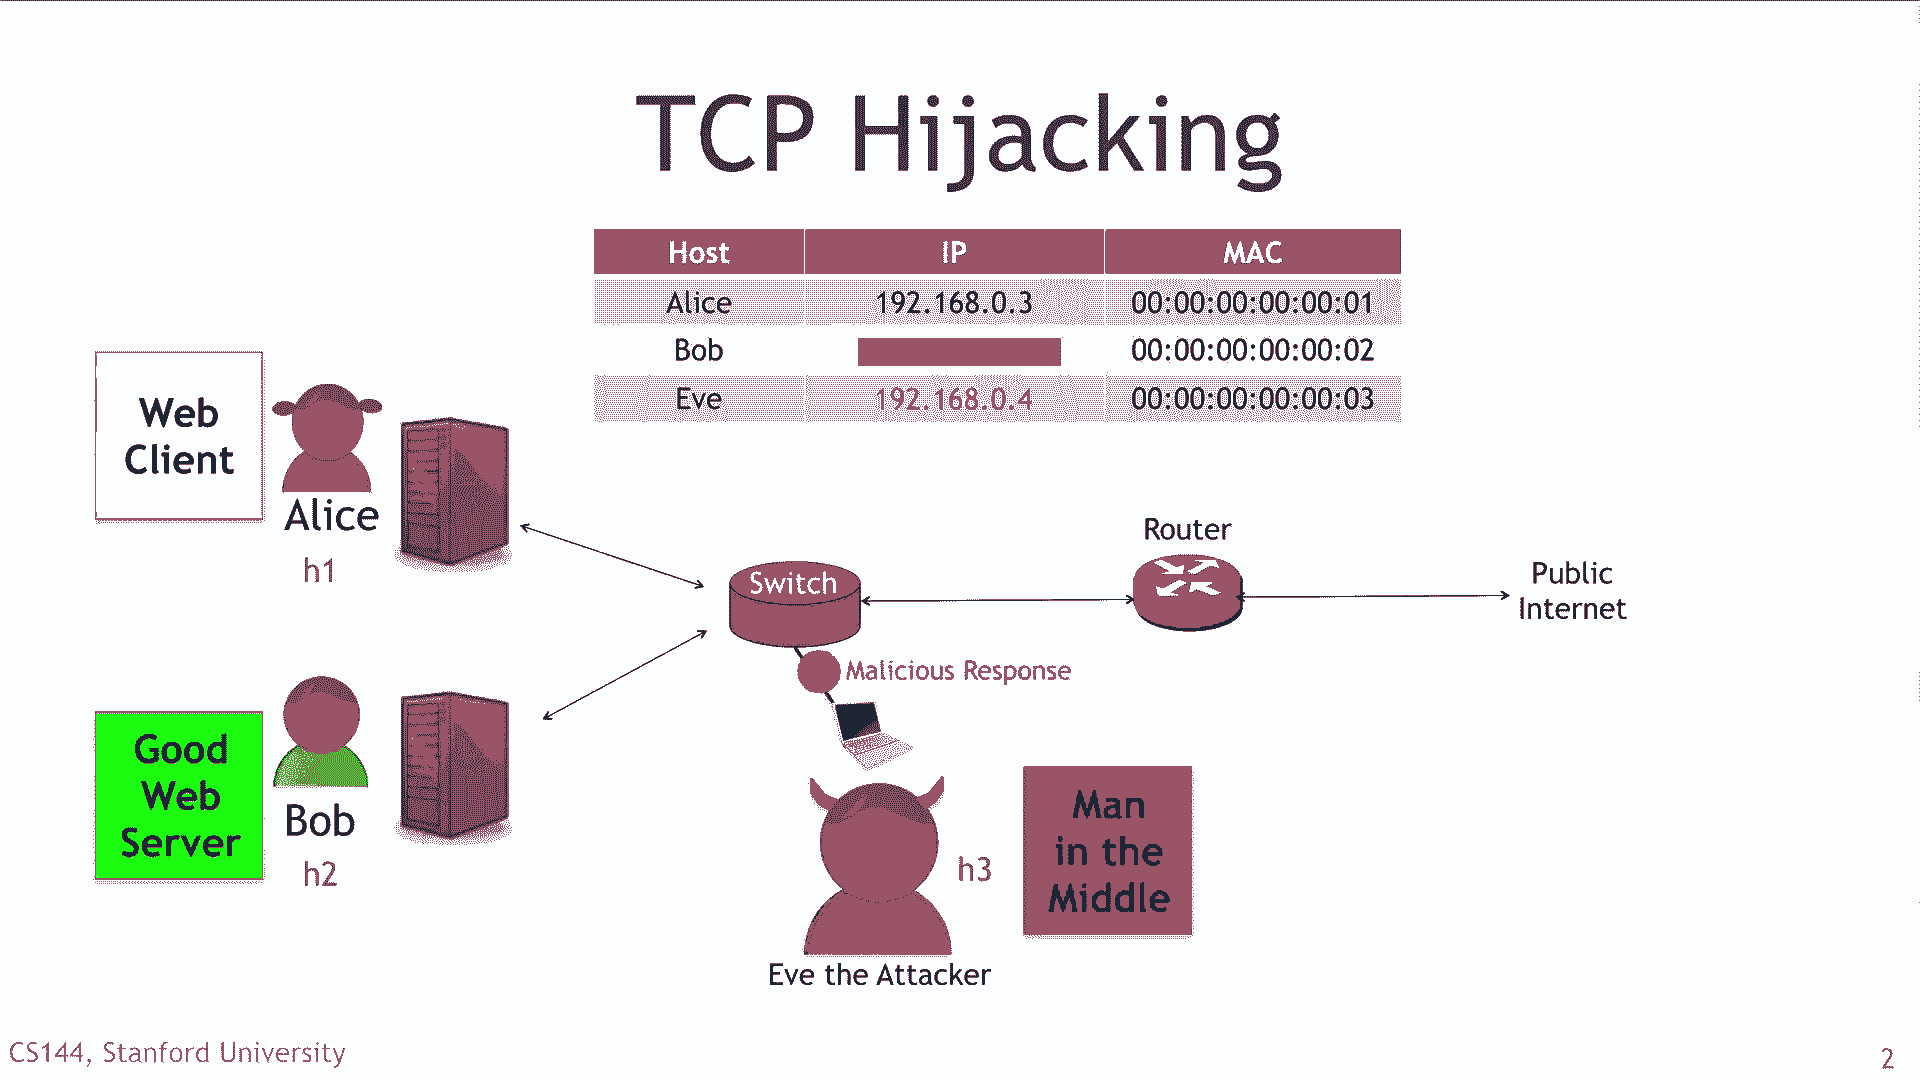 TCP Hijacking
Host IP MAC
Alice 192.168.0.3 00:00:00:00:00:01
Bob 00:00:00:00:00:02
Eve 192.168.0.4 00:00:00:00:00:03
Web
Client
Alice
h1
Switch
Router
Public
Internet
Malicious Response
Good
Web
Server
Bob
h2
h3
Man
in the
Middle
Eve the Attacker
CS144, Stanford University
2